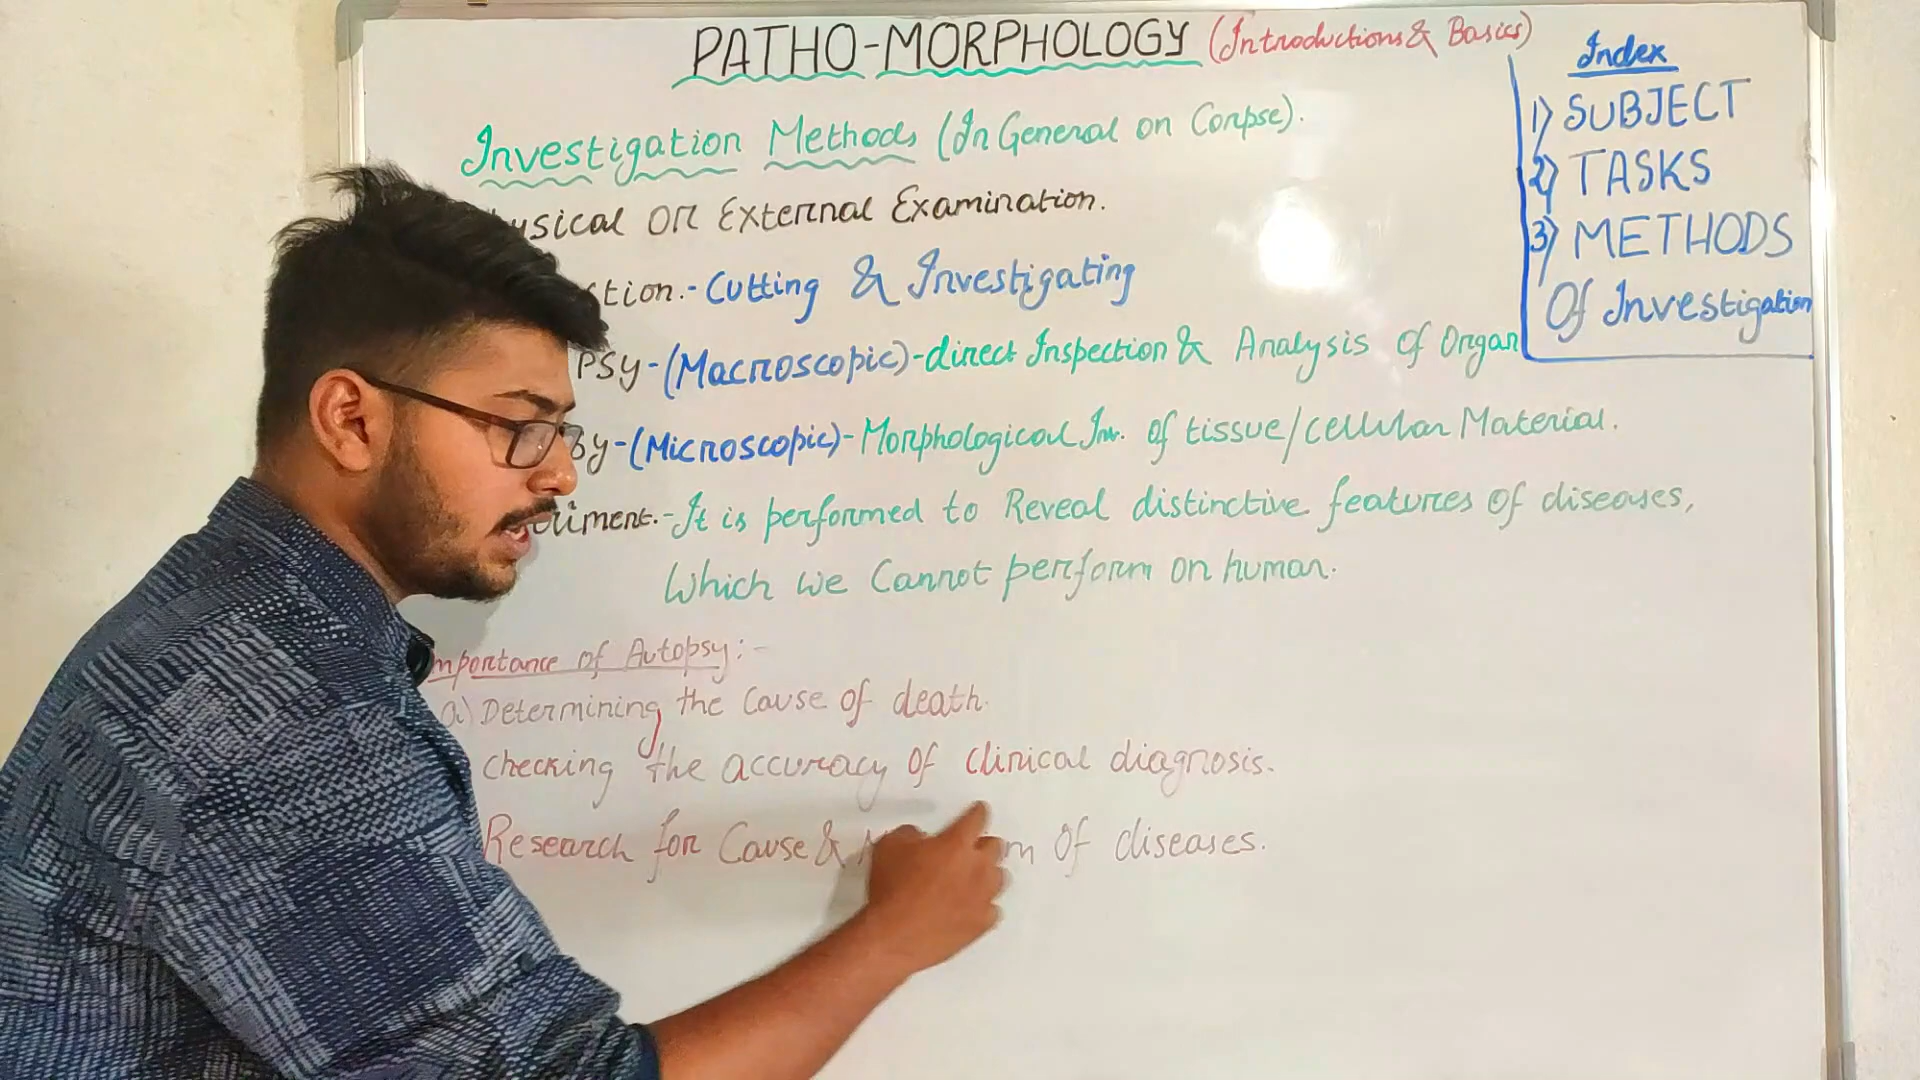 PATHO-MORPHOLOGY (Introductions & Basics)
Investigation Methods (In General on Corpse).
usical OR External Examination.
tion.- Cutting & Investigating
PSY-(Macroscopic)-direct Inspection & Analysis of Organ
sy-(Microscopic)-Morphological Inv. of tissue/cellular Material.
riment.-It is performed to Reveal distinctive features of diseases,
Which we Cannot perform on human.
mportance of Autopsy:-
a) Determining the Cause of death.
checking the accuracy of clinical diagnosis.
Research for Cause & m Of diseases.
Index
1) SUBJECT
2) TASKS
3) METHODS
Of Investigation